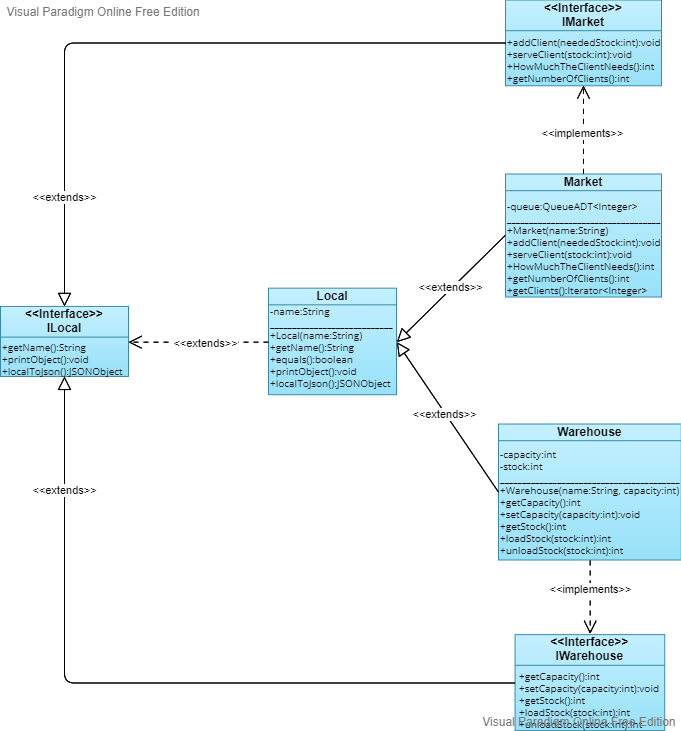 Visual Paradigm Online Free Edition
<<Interface>>
IMarket
+addClient(neededStock:int):void
+serveClient(stock:int):void
+HowMuchTheClientNeeds():int
+getNumberOfClients():int
<<implements>>
Market
-queue:QueueADT<Integer>
+Market(name:String)
+addClient(neededStock:int):void
+serveClient(stock:int):void
+HowMuchTheClientNeeds():int
+getNumberOfClients():int
+getClients():Iterator<Integer>
<<extends>>
<<extends>>
<<Interface>>
ILocal
+getName():String
+printObject():void
+localToJson():JSONObject
<<extends>>
Local
-name:String
+Local(name:String)
+getName():String
+equals():boolean
+printObject():void
+localToJson():JSONObject
<<extends>>
Warehouse
-capacity:int
-stock:int
+Warehouse(name:String, capacity:int)
+getCapacity():int
+setCapacity(capacity:int):void
+getStock():int
+loadStock(stock:int):int
+unloadStock(stock:int):int
<<extends>>
<<implements>>
<<Interface>>
IWarehouse
+getCapacity():int
+setCapacity(capacity:int):void
+getStock():int
+loadStock(stock:int):int
+unloadStock(stock:int):int
Visual Paradigm Online Free Edition